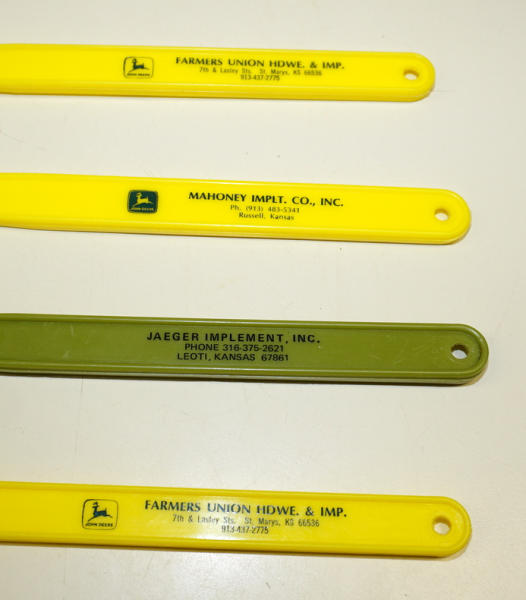 FARMERS UNION HDWE. & IMP.
7th & Lasley Sts. St. Marys, KS 66536
913-437-2775
JOHN DEERE
MAHONEY IMPLT. CO., INC.
Ph. (913) 483-5341
Russell, Kansas
JOHN DEERE
JAEGER IMPLEMENT, INC.
PHONE 316-375-2621
LEOTI, KANSAS 67861
FARMERS UNION HDWE. & IMP.
7th & Lasley Sts. St. Marys, KS 66536
913-437-2775
JOHN DEERE